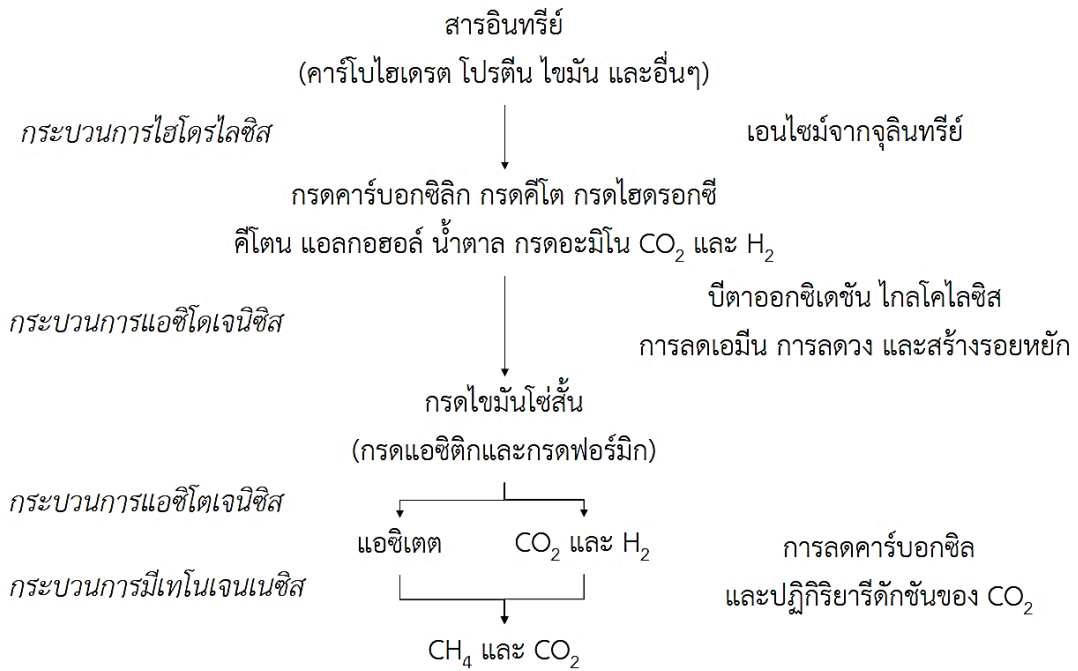 สารอินทรีย์
(คาร์โบไฮเดรต โปรตีน ไขมัน และอื่นๆ)
กระบวนการไฮโดรไลซิส
เอนไซม์จากจุลินทรีย์
กรดคาร์บอกซิลิก กรดคีโต กรดไฮดรอกซี
คีโตน แอลกอฮอล์ น้ำตาล กรดอะมิโน CO₂ และ H₂
บีตาออกซิเดชัน ไกลโคไลซิส
กระบวนการแอซิโดเจนิซิส
การลดเอมีน การลดวง และสร้างรอยหยัก
กรดไขมันโซ่สั้น
(กรดแอซิติกและกรดฟอร์มิก)
กระบวนการแอซิโตเจนิซิส
แอซิเตต
CO₂ และ H₂
การลดคาร์บอกซิล
กระบวนการมีเทโนเจนเนซิส
และปฏิกิริยารีดักชันของ CO₂
CH₄ และ CO₂